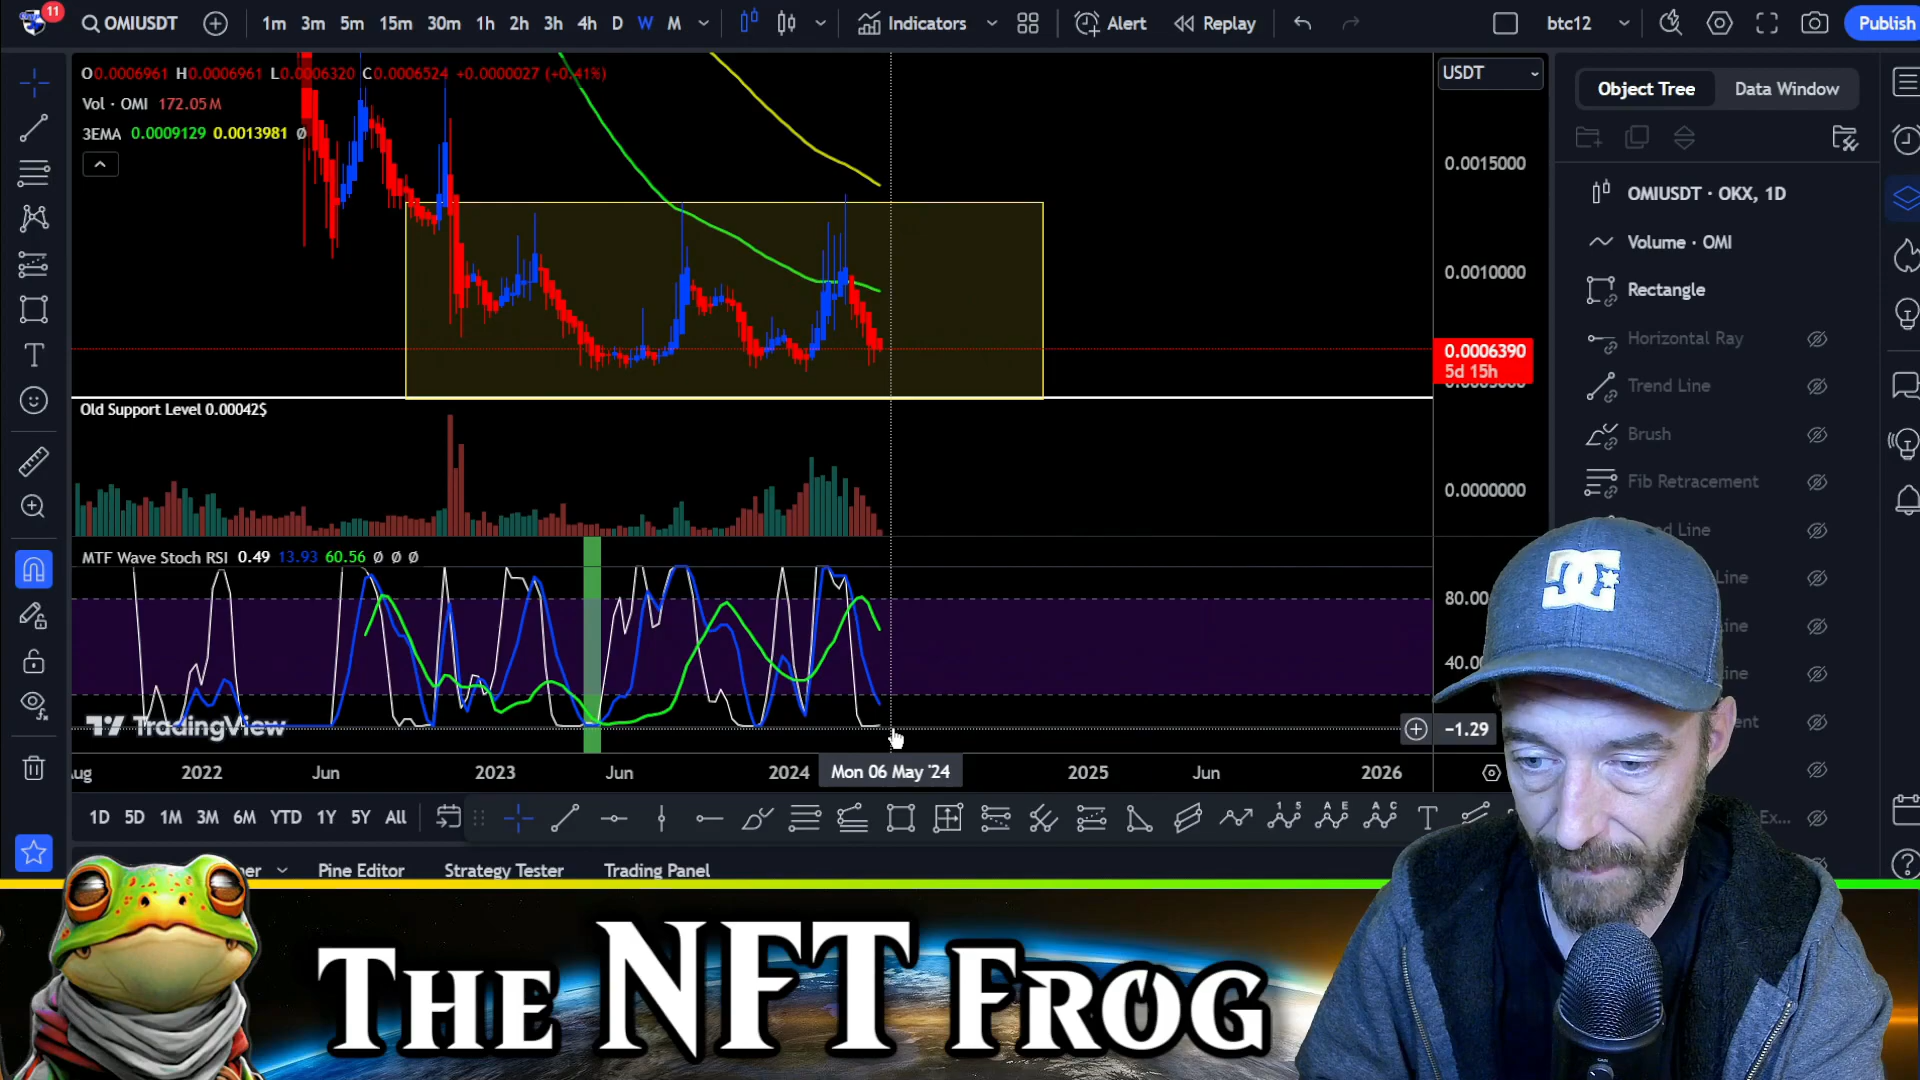 11
OMIUSDT
1m 3m 5m 15m 30m 1h 2h 3h 4h D W M
Indicators
Alert
Replay
btc12
Publish
O0.0006961 H0.0006961 L0.0006320 C0.0006524 +0.0000027 (+0.41%)
Vol · OMI 172.05 M
3EMA 0.0009129 0.0013981 ∅
USDT
0.0015000
0.0010000
0.0006390
5d 15h
0.0000000
Old Support Level 0.00042$
MTF Wave Stoch RSI 0.49 13.93 60.56 ∅ ∅ ∅
80.00
40.00
−1.29
TradingView
2022 Jun 2023 Jun 2024 Mon 06 May '24 2025 Jun 2026
1D 5D 1M 3M 6M YTD 1Y 5Y All
Pine Editor
Strategy Tester
Trading Panel
Object Tree
Data Window
OMIUSDT · OKX, 1D
Volume · OMI
Rectangle
Horizontal Ray
Trend Line
Brush
Fib Retracement
Line
DC
THE NFT FROG